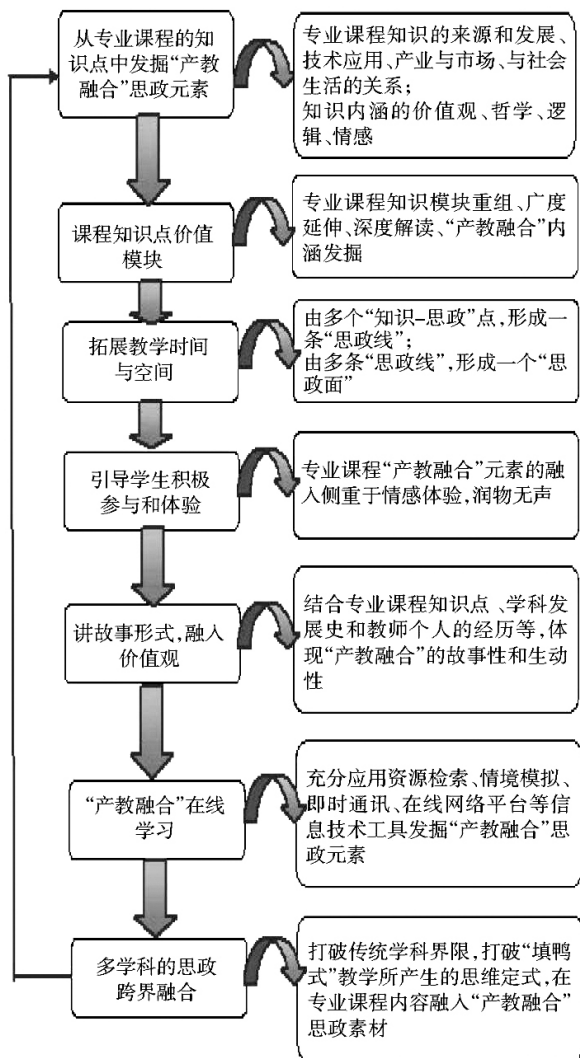 从专业课程的知
识点中发掘“产教
融合”思政元素
专业课程知识的来源和发展、
技术应用、产业与市场、与社会
生活的关系；
知识内涵的价值观、哲学、逻
辑、情感
课程知识点价值
模块
专业课程知识模块重组、广度
延伸、深度解读、“产教融合”内
涵发掘
拓展教学时间
与空间
由多个“知识–思政”点，形成一
条“思政线”；
由多条“思政线”，形成一个“思
政面”
引导学生积极
参与和体验
专业课程“产教融合”元素的融
入侧重于情感体验，润物无声
讲故事形式，融入
价值观
结合专业课程知识点、学科发
展史和教师个人的经历等，体
现“产教融合”的故事性和生动
性
“产教融合”在线
学习
充分应用资源检索、情境模拟、
即时通讯、在线网络平台等信
息技术工具发掘“产教融合”思
政元素
多学科的思政
跨界融合
打破传统学科界限，打破“填鸭
式”教学所产生的思维定式，在
专业课程内容融入“产教融合”
思政素材